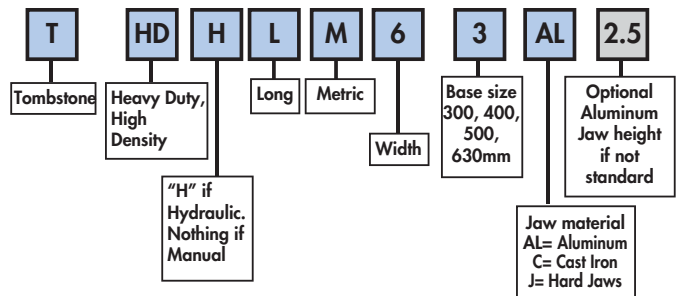 T HD H L M 6 3 AL 2.5
Tombstone
Heavy Duty,
High
Density
"H" if
Hydraulic.
Nothing if
Manual
Long
Metric
Width
Base size
300, 400,
500,
630mm
Jaw material
AL= Aluminum
C= Cast Iron
J= Hard Jaws
Optional
Aluminum
Jaw height
if not
standard